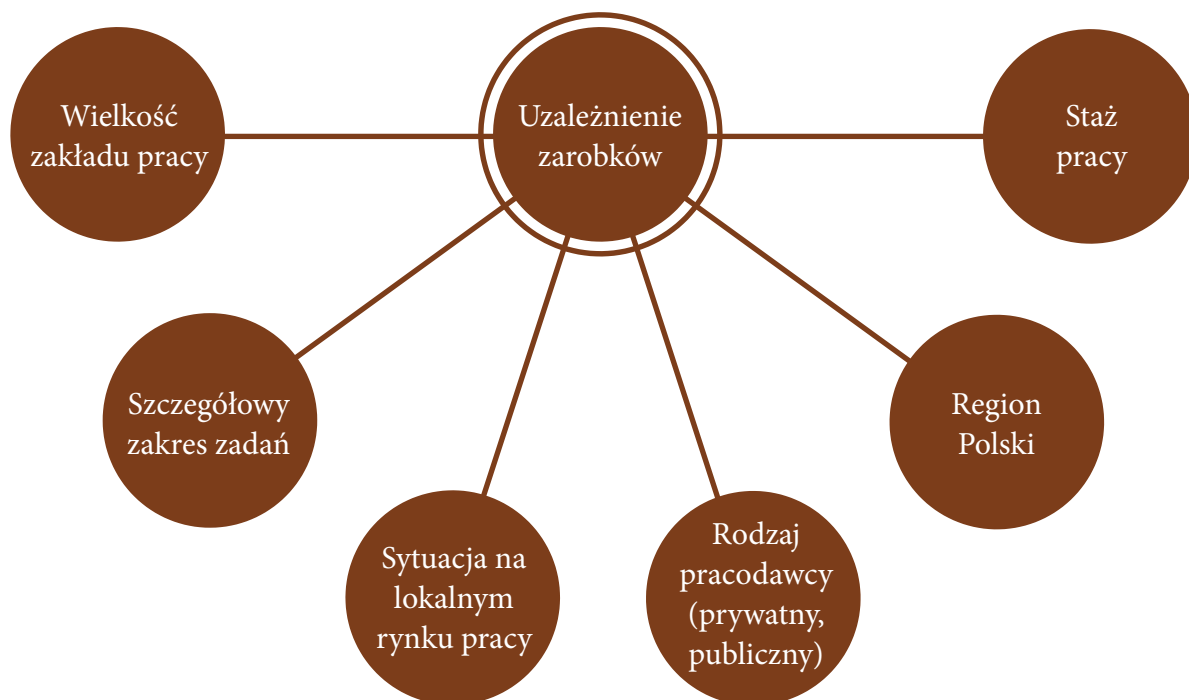 Uzależnienie
zarobków
Wielkość
zakładu pracy
Szczegółowy
zakres zadań
Sytuacja na
lokalnym
rynku pracy
Rodzaj
pracodawcy
(prywatny,
publiczny)
Region
Polski
Staż
pracy